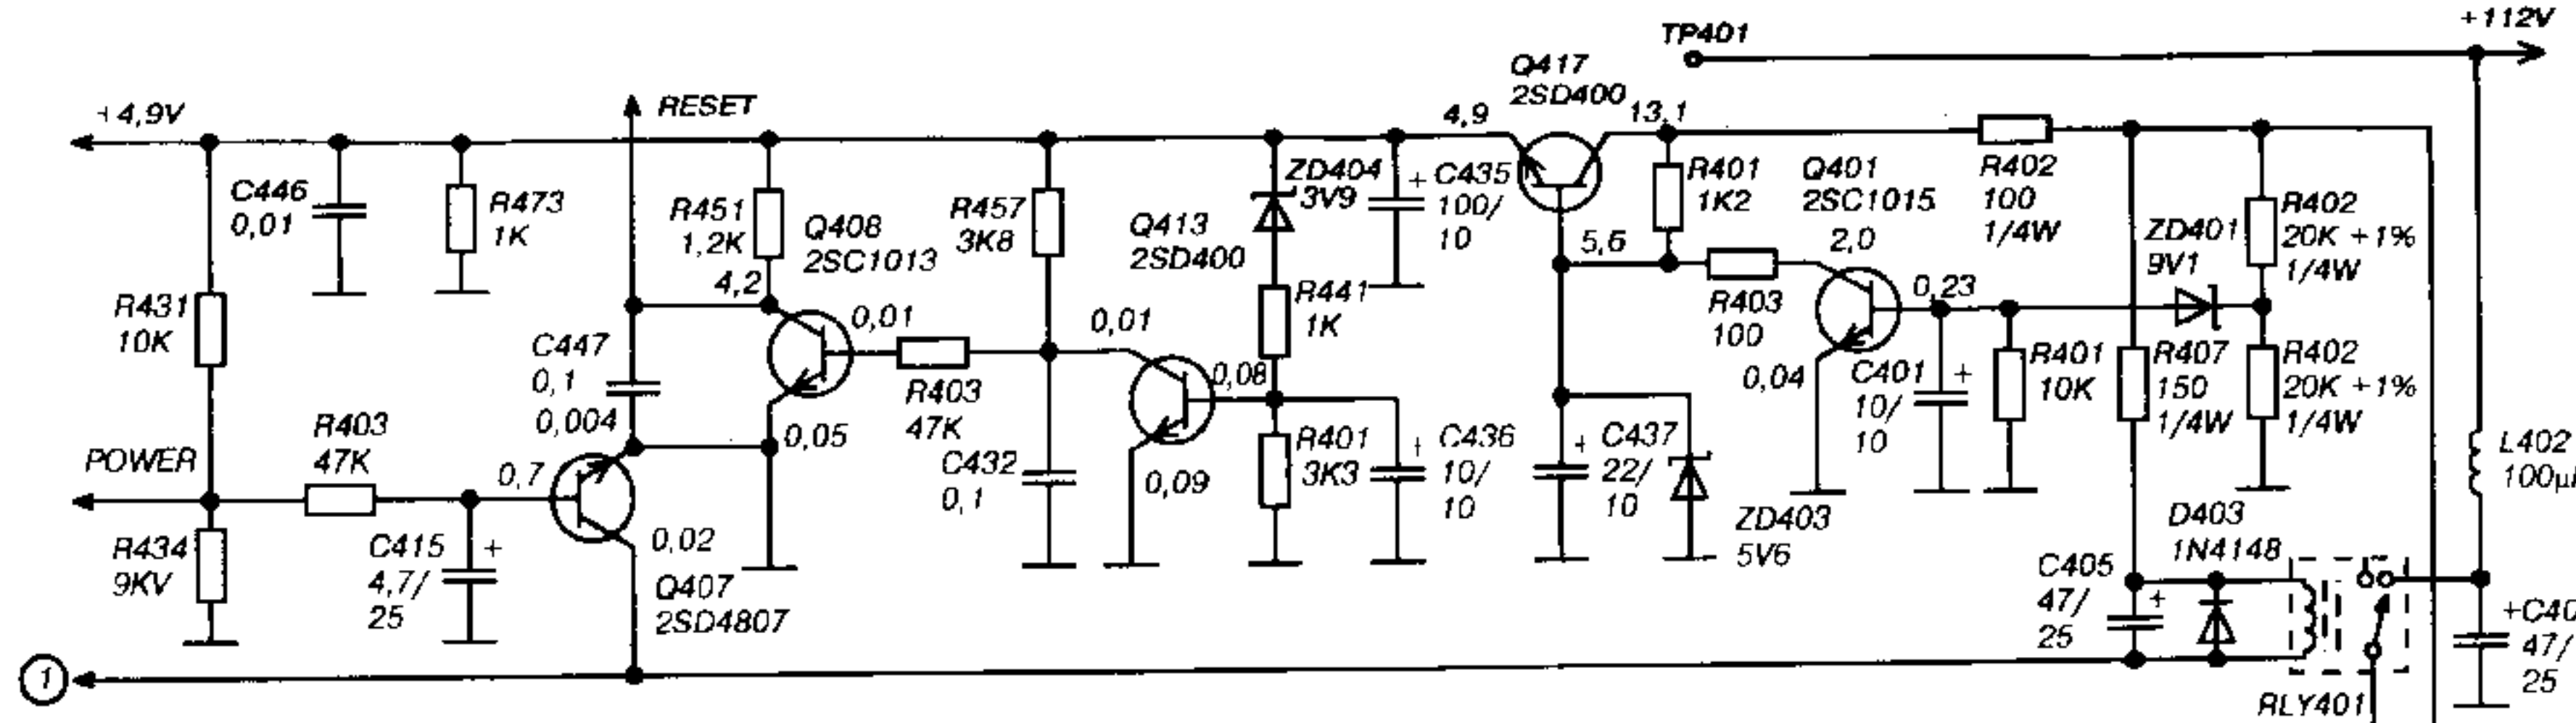 +112V
TP401
Q417
2SD400
+4,9V
RESET
4,9
13,1
C446
0,01
R473
1K
R451
1,2K
Q408
2SC1013
R457
3K8
Q413
2SD400
ZD404
3V9
C435
100/
10
R401
1K2
Q401
2SC1015
2,0
R402
100
1/4W
ZD401
9V1
R402
20K +1%
1/4W
R431
10K
4,2
0,01
0,01
R441
1K
5,6
R403
100
0,23
C447
0,1
0,004
R403
47K
0,08
0,04
C401
10/
10
R401
10K
R407
150
1/4W
R402
20K +1%
1/4W
POWER
R403
47K
0,7
0,05
C432
0,1
0,09
R401
3K3
C436
10/
10
C437
22/
10
ZD403
5V6
L402
100µ
R434
9KV
C415
4,7/
25
0,02
Q407
2SD4807
D403
1N4148
C405
47/
25
+C40
47/
25
1
RLY401